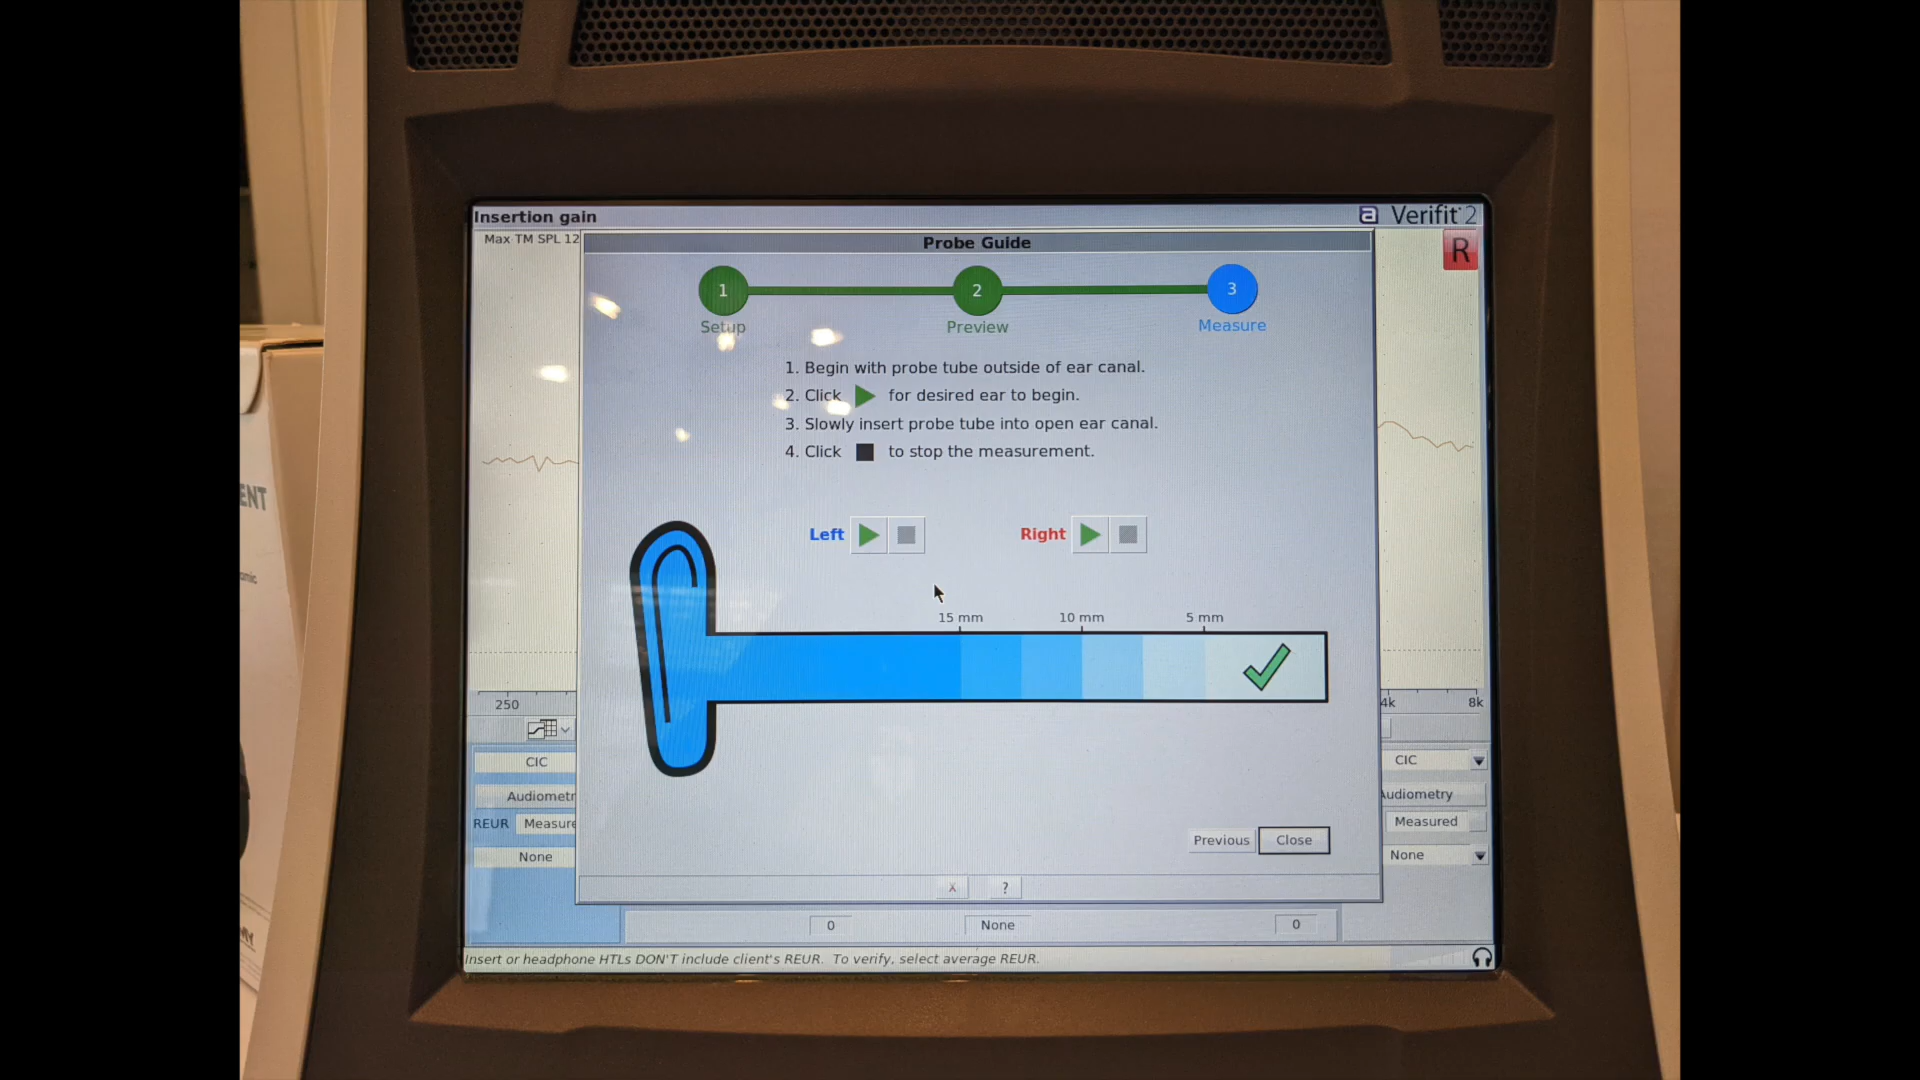 Insertion gain
a Verifit 2
Max TM SPL 12
R
Probe Guide
1
2
3
Setup
Preview
Measure
1. Begin with probe tube outside of ear canal.
2. Click for desired ear to begin.
3. Slowly insert probe tube into open ear canal.
4. Click to stop the measurement.
Left
Right
15 mm
10 mm
5 mm
250
4k
8k
CIC
CIC
Audiometr
Audiometry
REUR
Measure
Measured
None
None
Previous
Close
X
?
0
None
0
Insert or headphone HTLs DON'T include client's REUR. To verify, select average REUR.
ENT